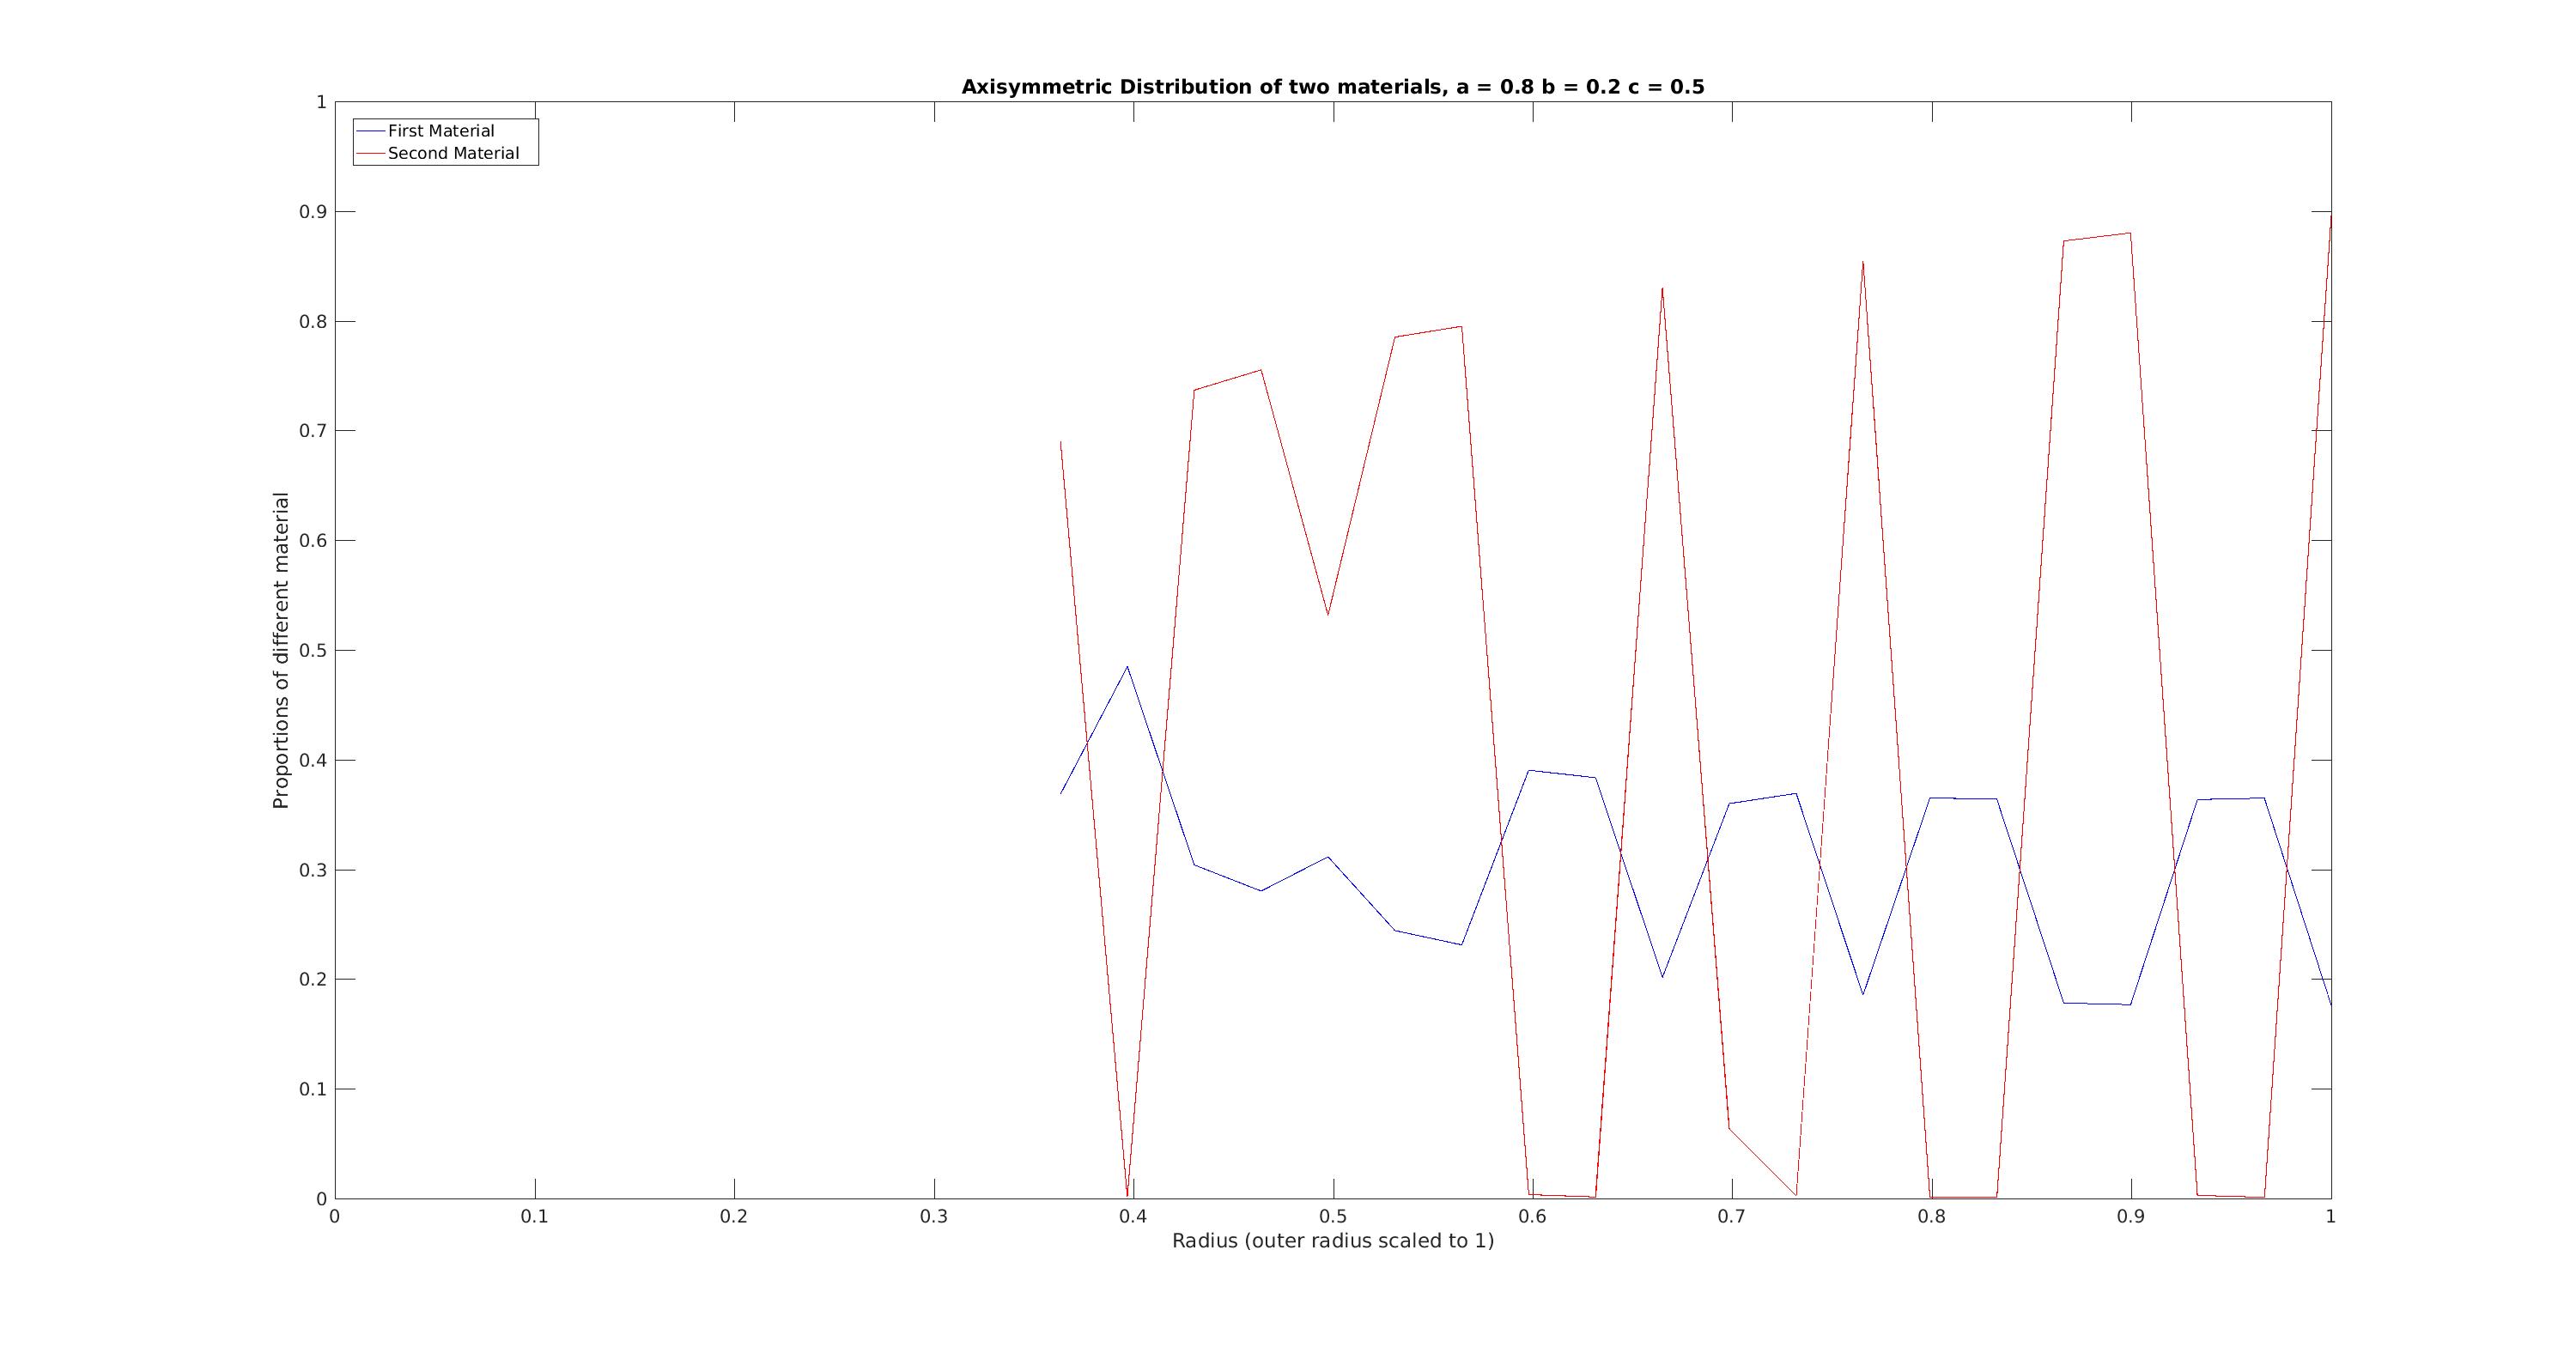 Axisymmetric Distribution of two materials, a = 0.8 b = 0.2 c = 0.5
First Material
Second Material
1
0.9
0.8
0.7
0.6
0.5
0.4
0.3
0.2
0.1
0
Proportions of different material
0 0.1 0.2 0.3 0.4 0.5 0.6 0.7 0.8 0.9 1
Radius (outer radius scaled to 1)